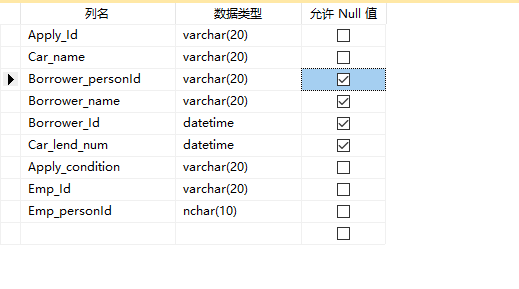 列名 数据类型 允许 Null 值
Apply_Id varchar(20)
Car_name varchar(20)
Borrower_personId varchar(20)
Borrower_name varchar(20)
Borrower_Id datetime
Car_lend_num datetime
Apply_condition varchar(20)
Emp_Id varchar(20)
Emp_personId nchar(10)